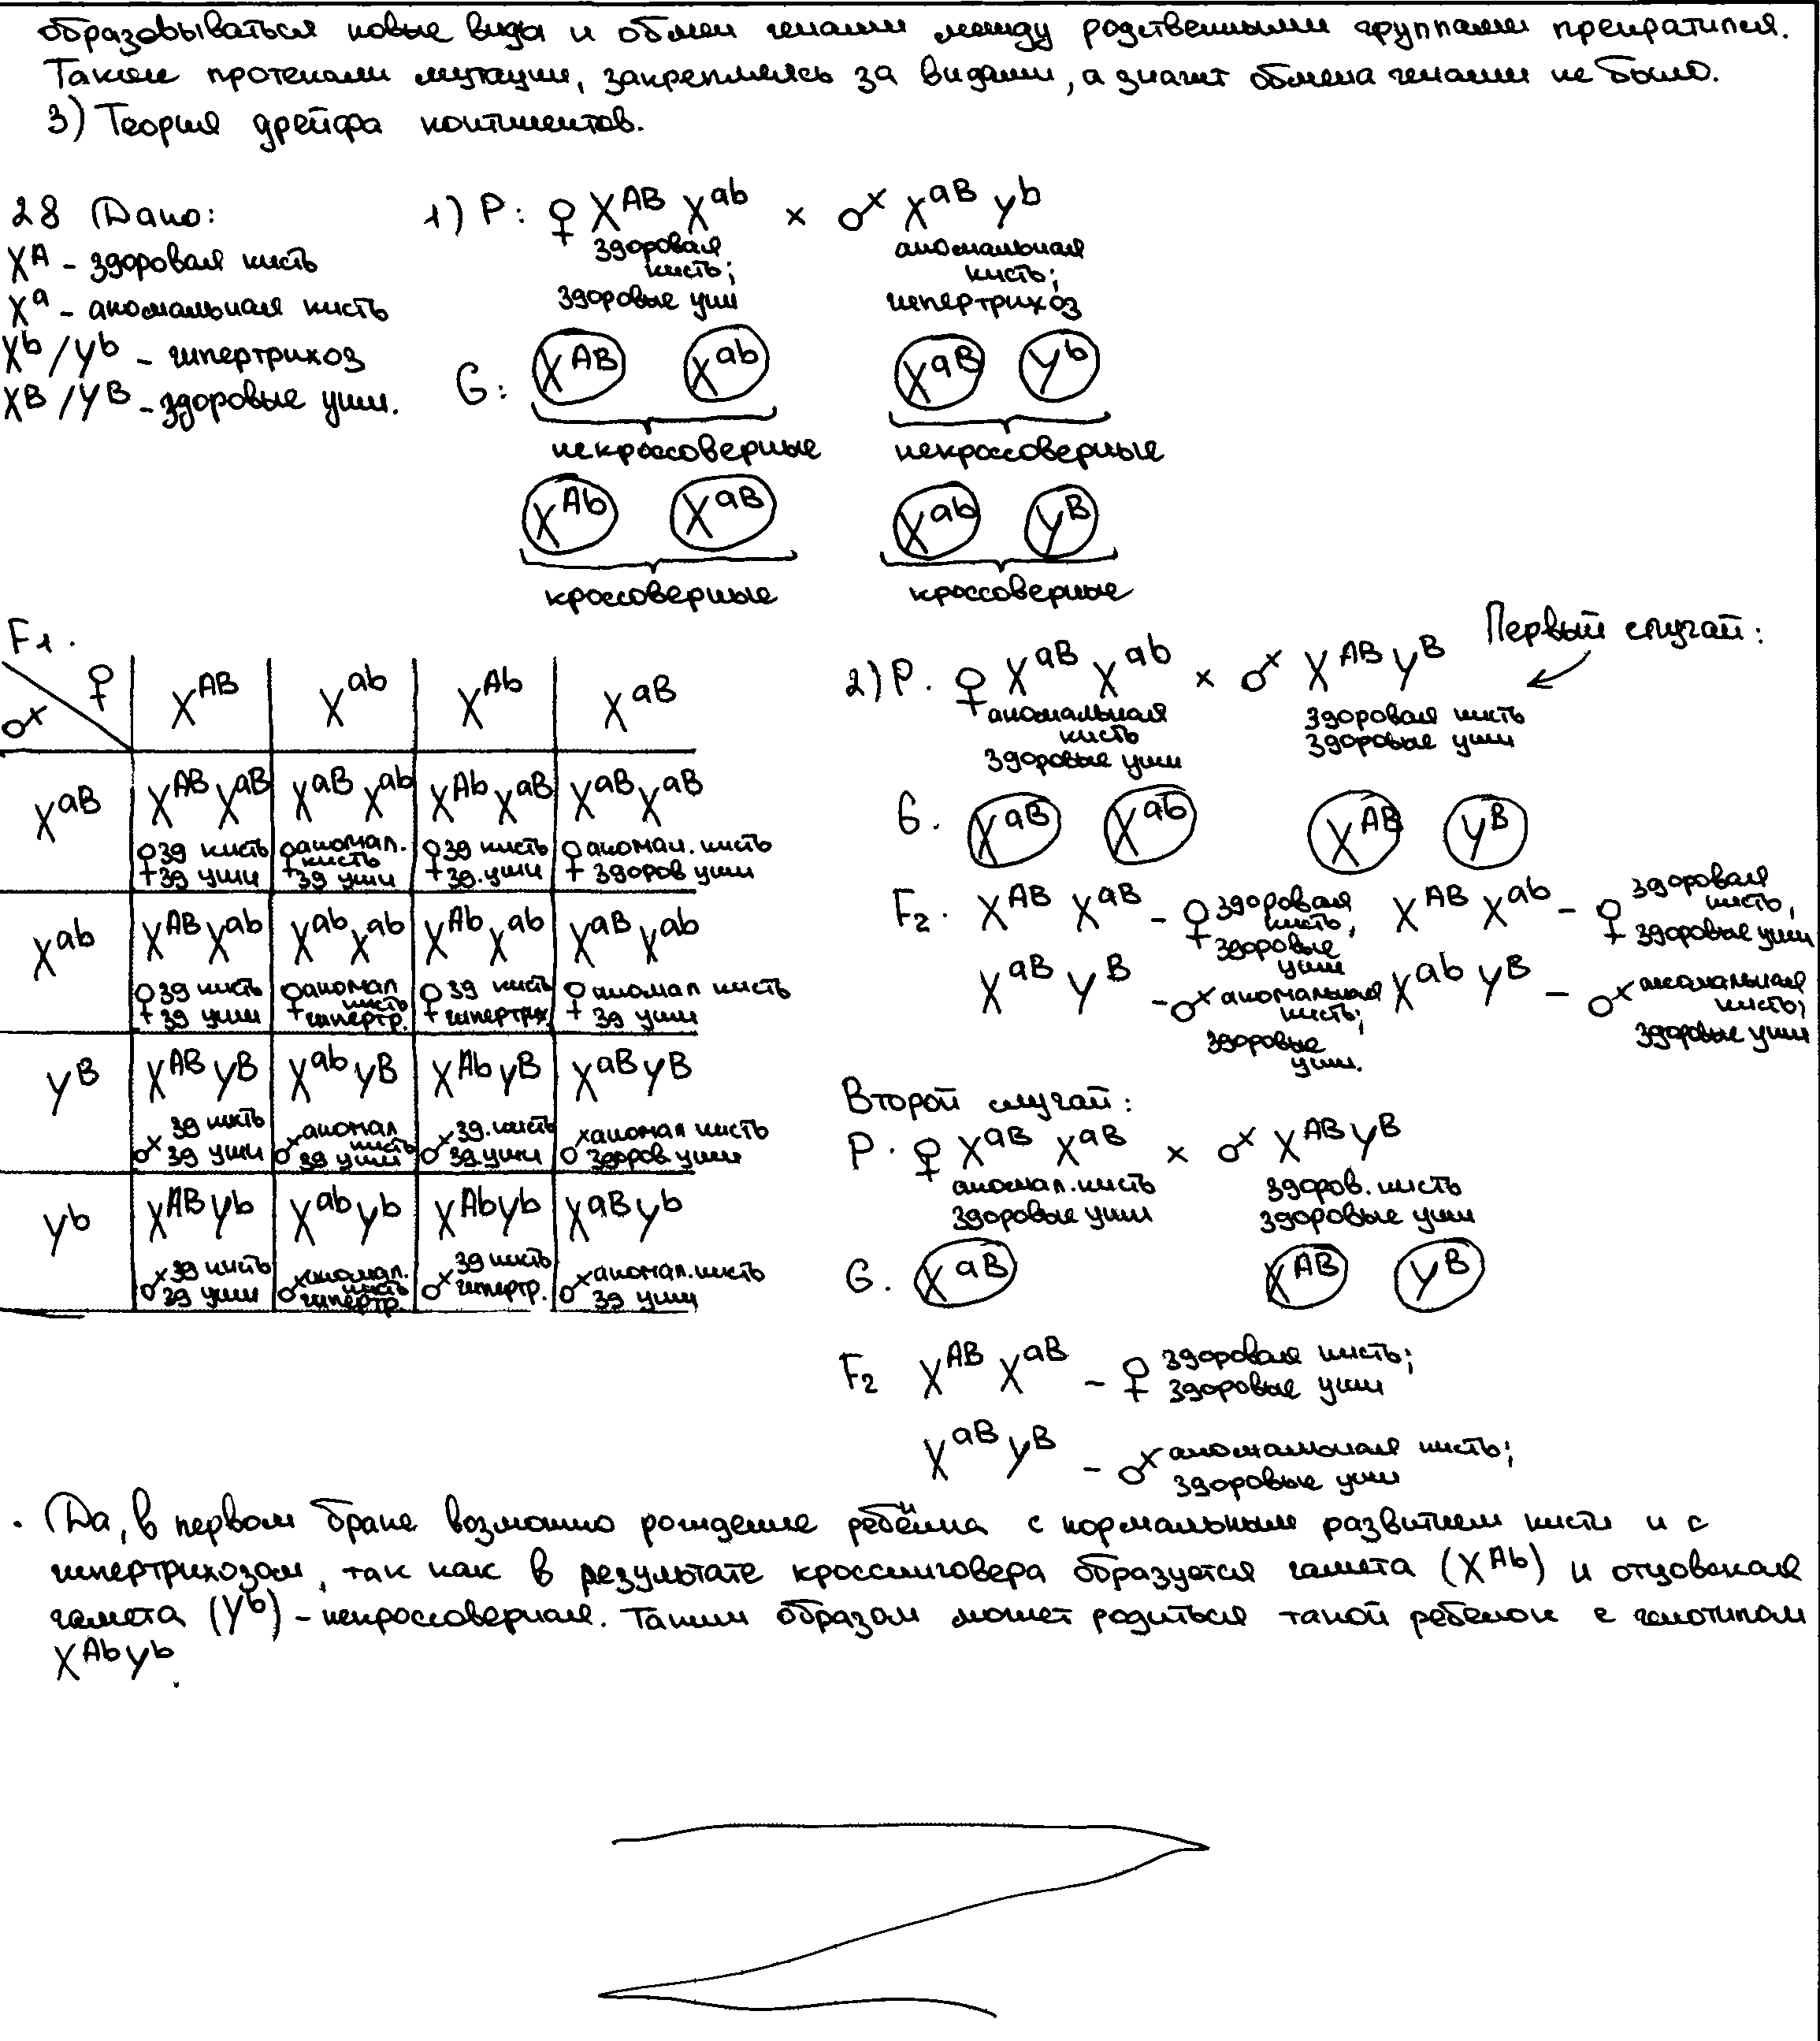 образовываться новые виды и обмен генами между родственными группами прекратился.
Также протекали мутации, закрепляясь за видами, а значит обмена генами не было.
3) Теория дрейфа континентов.
28 Дано:
X^A - здоровая кисть
X^a - аномальная кисть
X^b / Y^b - гипертрихоз
X^B / Y^B - здоровые уши.
1) P: ♀ X^AB X^ab × ♂ X^aB Y^b
здоровая кисть; здоровые уши
аномальная кисть; гипертрихоз
G: X^AB X^ab X^aB Y^b
некроссоверные некроссоверные
X^Ab X^aB X^ab Y^B
кроссоверные кроссоверные
F1.
♂ ♀ X^AB X^ab X^Ab X^aB
X^aB X^AB X^aB X^aB X^ab X^Ab X^aB X^aB X^aB
♀ зд кисть зд уши ♀ аномал. кисть зд уши ♀ зд кисть зд. уши ♀ аномал. кисть здоров уши
X^ab X^AB X^ab X^ab X^ab X^Ab X^ab X^aB X^ab
♀ зд кисть зд уши ♀ аномал кисть гипертр. ♀ зд кисть гипертрих. ♀ аномал кисть зд уши
Y^B X^AB Y^B X^ab Y^B X^Ab Y^B X^aB Y^B
♂ зд кисть зд уши ♂ аномал кисть зд уши ♂ зд. кисть зд. уши ♂ аномал кисть здоров. уши
Y^b X^AB Y^b X^ab Y^b X^Ab Y^b X^aB Y^b
♂ зд кисть зд уши ♂ аномал. кисть гипертр. ♂ зд кисть гипертр. ♂ аномал. кисть зд уши
Первый случай:
2) P. ♀ X^aB X^ab × ♂ X^AB Y^B
аномальная кисть здоровые уши
здоровая кисть здоровые уши
G. X^aB X^ab X^AB Y^B
F2. X^AB X^aB - ♀ здоровая кисть, здоровые уши X^AB X^ab - ♀ здоровая кисть, здоровые уши
X^aB Y^B - ♂ аномальная кисть; здоровые уши. X^ab Y^B - ♂ аномальная кисть; здоровые уши
Второй случай:
P. ♀ X^aB X^aB × ♂ X^AB Y^B
аномал. кисть здоров. кисть
здоровые уши здоровые уши
G. X^aB X^AB Y^B
F2 X^AB X^aB - ♀ здоровая кисть; здоровые уши
X^aB Y^B - ♂ аномальная кисть; здоровые уши
· Да, в первом браке возможно рождение ребёнка с нормальным развитием кисти и с
гипертрихозом, так как в результате кроссинговера образуется гамета (X^Ab) и отцовская
гамета (Y^b) - некроссоверная. Таким образом может родиться такой ребенок с генотипом
X^Ab Y^b.